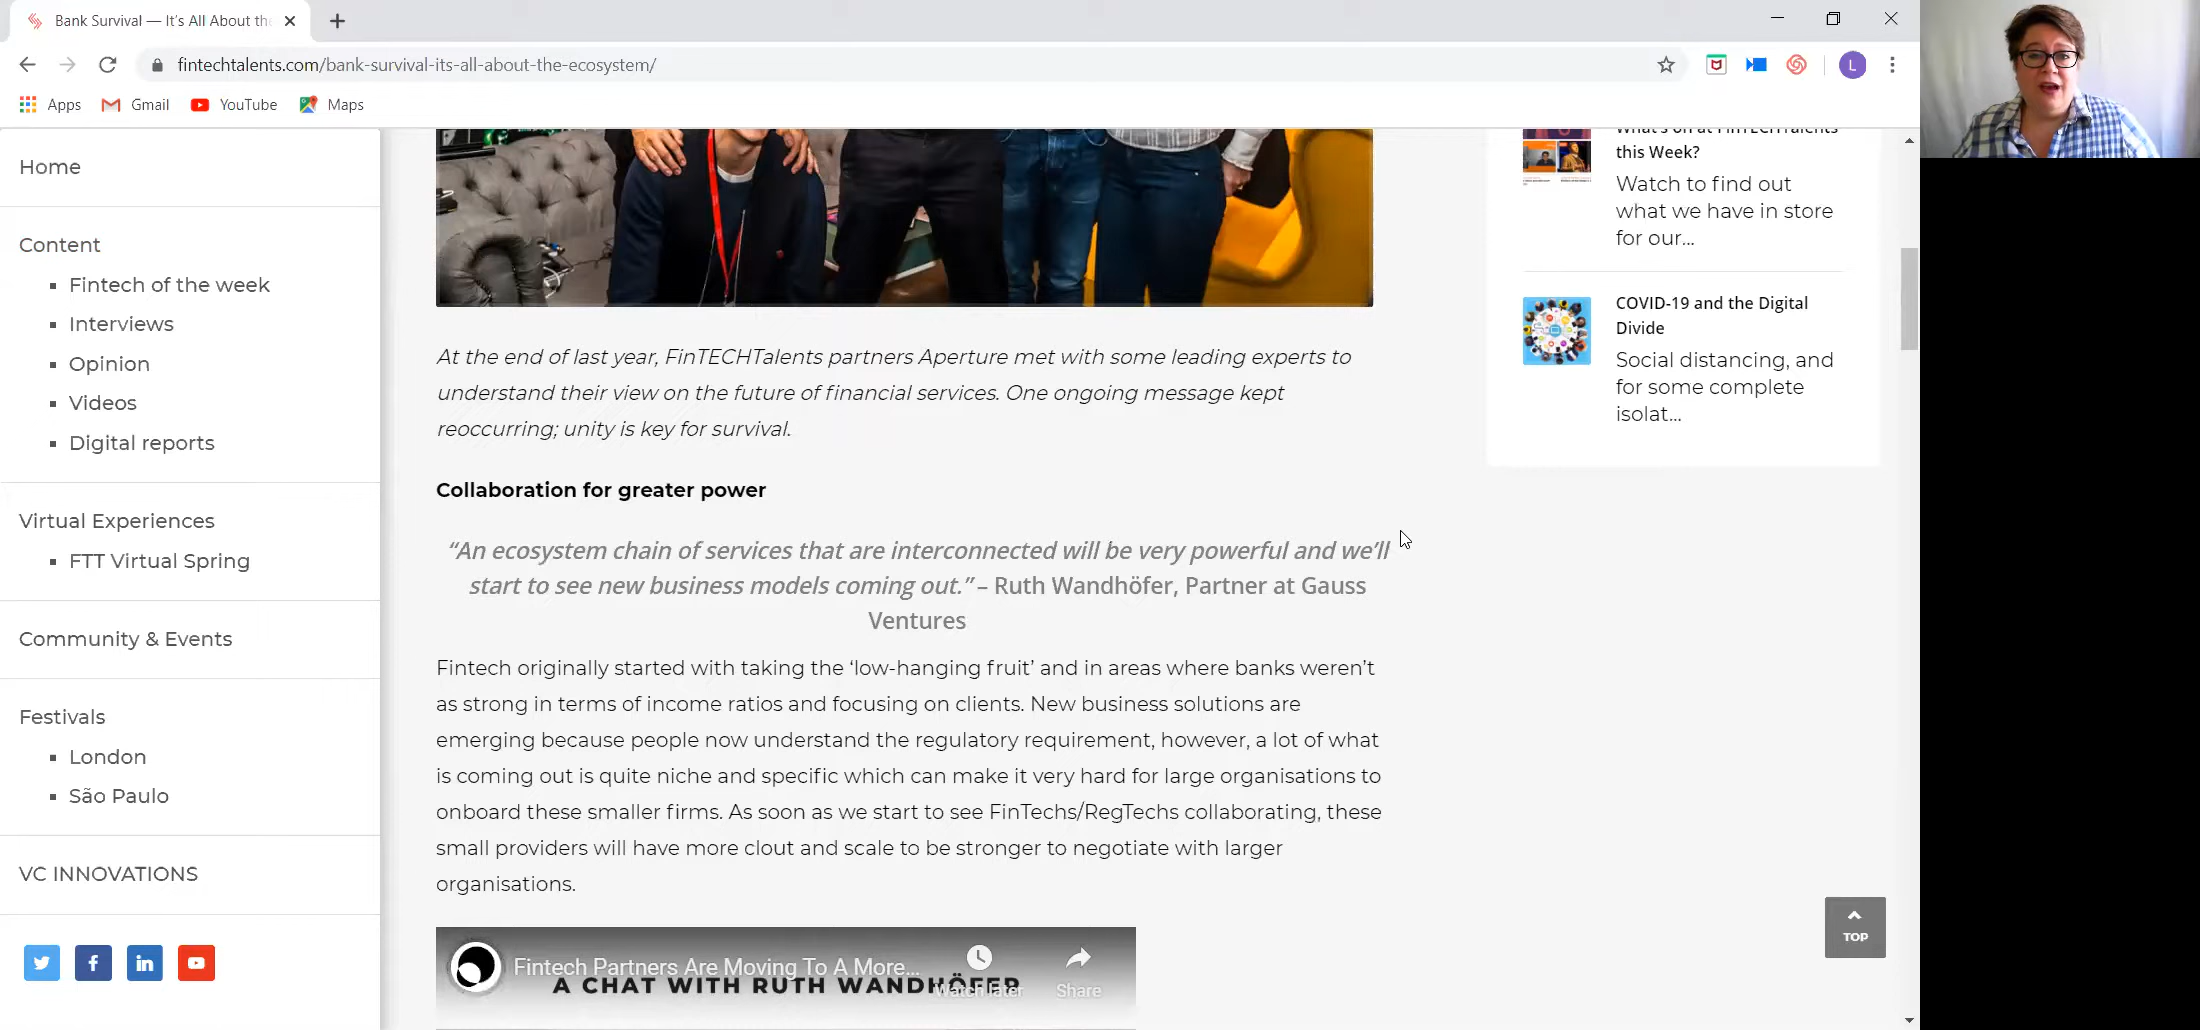 Bank Survival — It's All About the
fintechtalents.com/bank-survival-its-all-about-the-ecosystem/
L
Apps Gmail YouTube Maps
Home
Content
Fintech of the week
Interviews
Opinion
Videos
Digital reports
Virtual Experiences
FTT Virtual Spring
Community & Events
Festivals
London
São Paulo
VC INNOVATIONS
At the end of last year, FinTECHTalents partners Aperture met with some leading experts to
understand their view on the future of financial services. One ongoing message kept
reoccurring; unity is key for survival.
Collaboration for greater power
“An ecosystem chain of services that are interconnected will be very powerful and we’ll
start to see new business models coming out.” – Ruth Wandhöfer, Partner at Gauss
Ventures
Fintech originally started with taking the ‘low-hanging fruit’ and in areas where banks weren’t
as strong in terms of income ratios and focusing on clients. New business solutions are
emerging because people now understand the regulatory requirement, however, a lot of what
is coming out is quite niche and specific which can make it very hard for large organisations to
onboard these smaller firms. As soon as we start to see FinTechs/RegTechs collaborating, these
small providers will have more clout and scale to be stronger to negotiate with larger
organisations.
Fintech Partners Are Moving To A More...
A CHAT WITH RUTH WANDHÖFER
Watch later
Share
What's on at FinTECHTalents
this Week?
Watch to find out
what we have in store
for our...
COVID-19 and the Digital
Divide
Social distancing, and
for some complete
isolat...
TOP